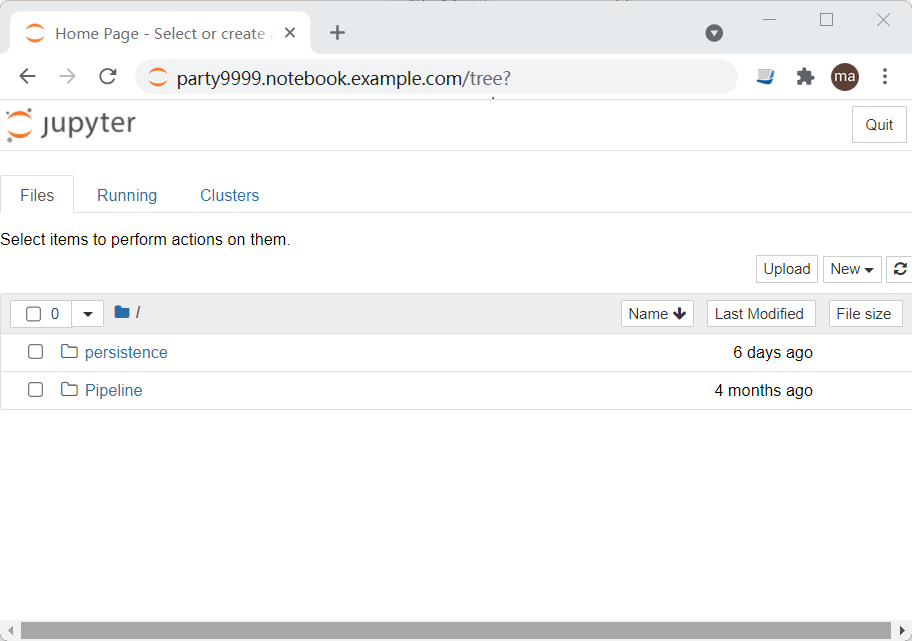 Home Page - Select or create a
party9999.notebook.example.com/tree?
ma
jupyter
Quit
Files Running Clusters
Select items to perform actions on them.
Upload New
0 / Name Last Modified File size
persistence 6 days ago
Pipeline 4 months ago